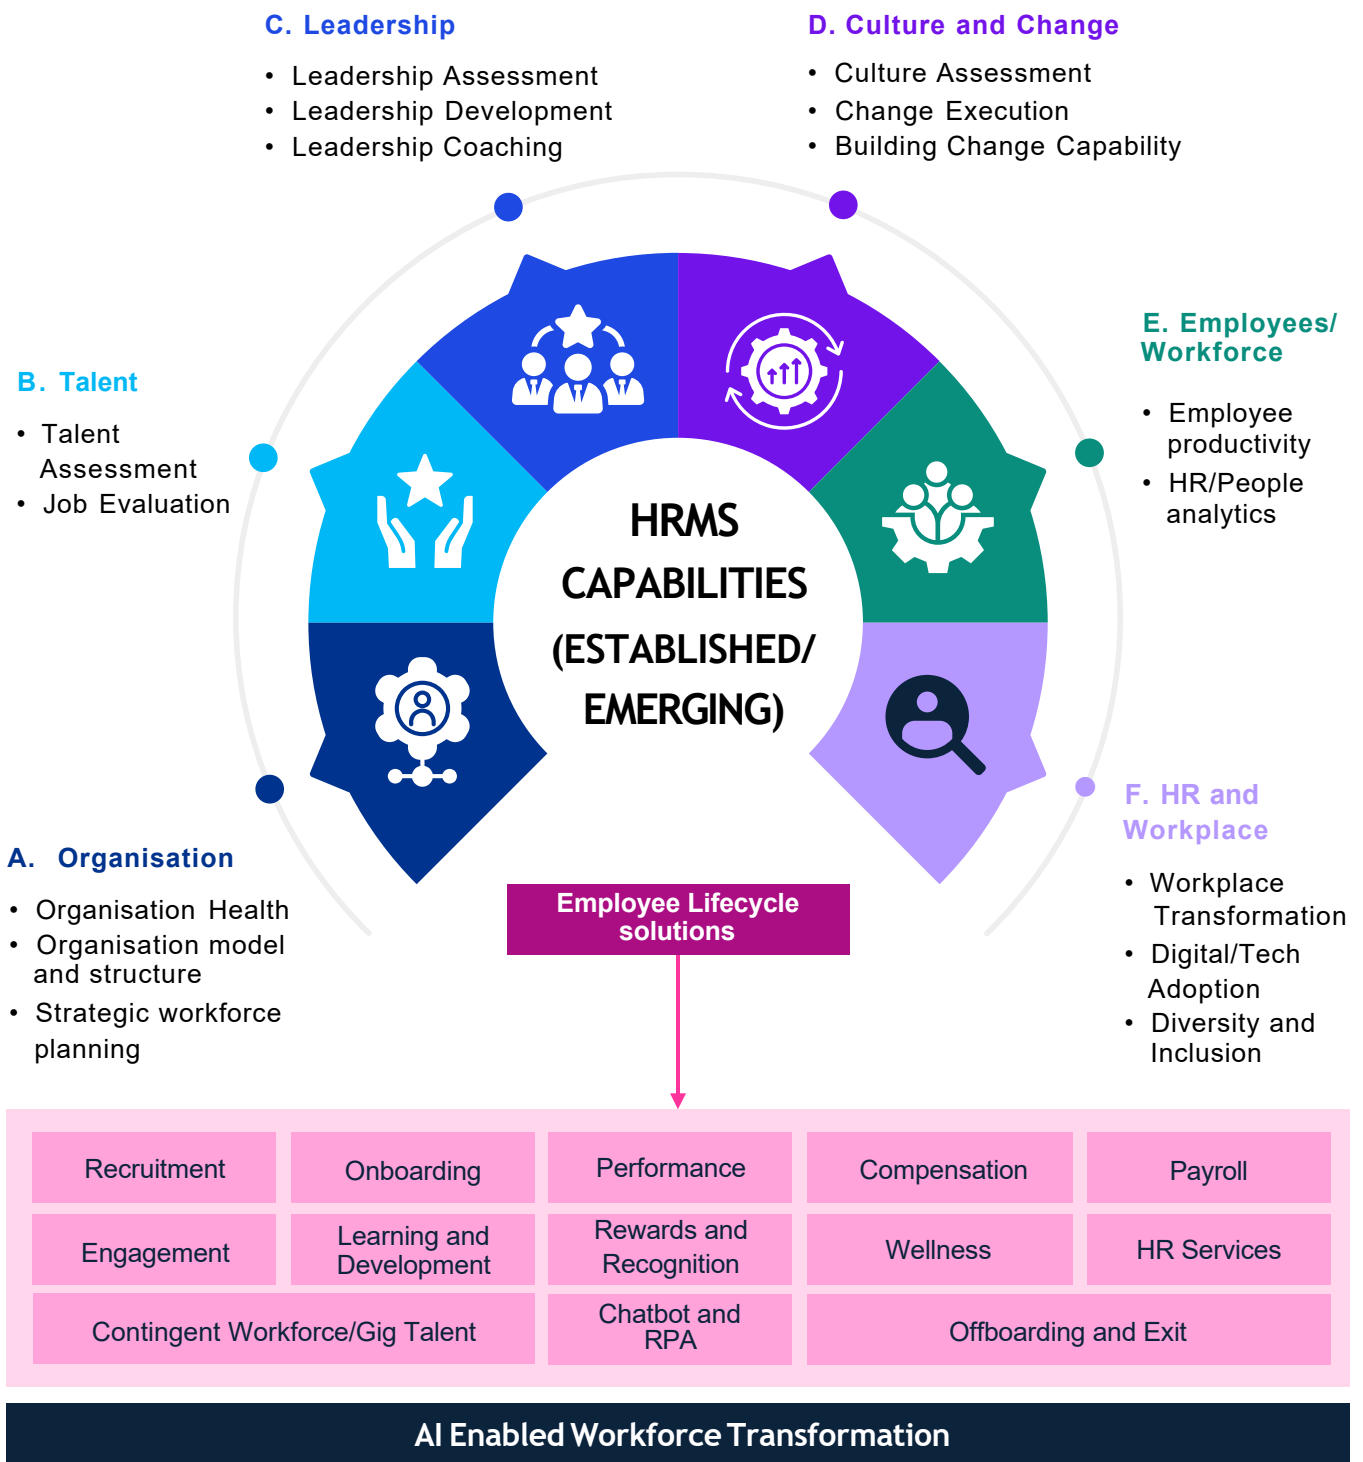 C. Leadership
• Leadership Assessment
• Leadership Development
• Leadership Coaching
D. Culture and Change
• Culture Assessment
• Change Execution
• Building Change Capability
B. Talent
• Talent
Assessment
• Job Evaluation
E. Employees/
Workforce
• Employee
productivity
• HR/People
analytics
HRMS
CAPABILITIES
(ESTABLISHED/
EMERGING)
A. Organisation
• Organisation Health
• Organisation model
and structure
• Strategic workforce
planning
F. HR and
Workplace
• Workplace
Transformation
• Digital/Tech
Adoption
• Diversity and
Inclusion
Employee Lifecycle
solutions
Recruitment
Onboarding
Performance
Compensation
Payroll
Engagement
Learning and
Development
Rewards and
Recognition
Wellness
HR Services
Contingent Workforce/Gig Talent
Chatbot and
RPA
Offboarding and Exit
AI Enabled Workforce Transformation